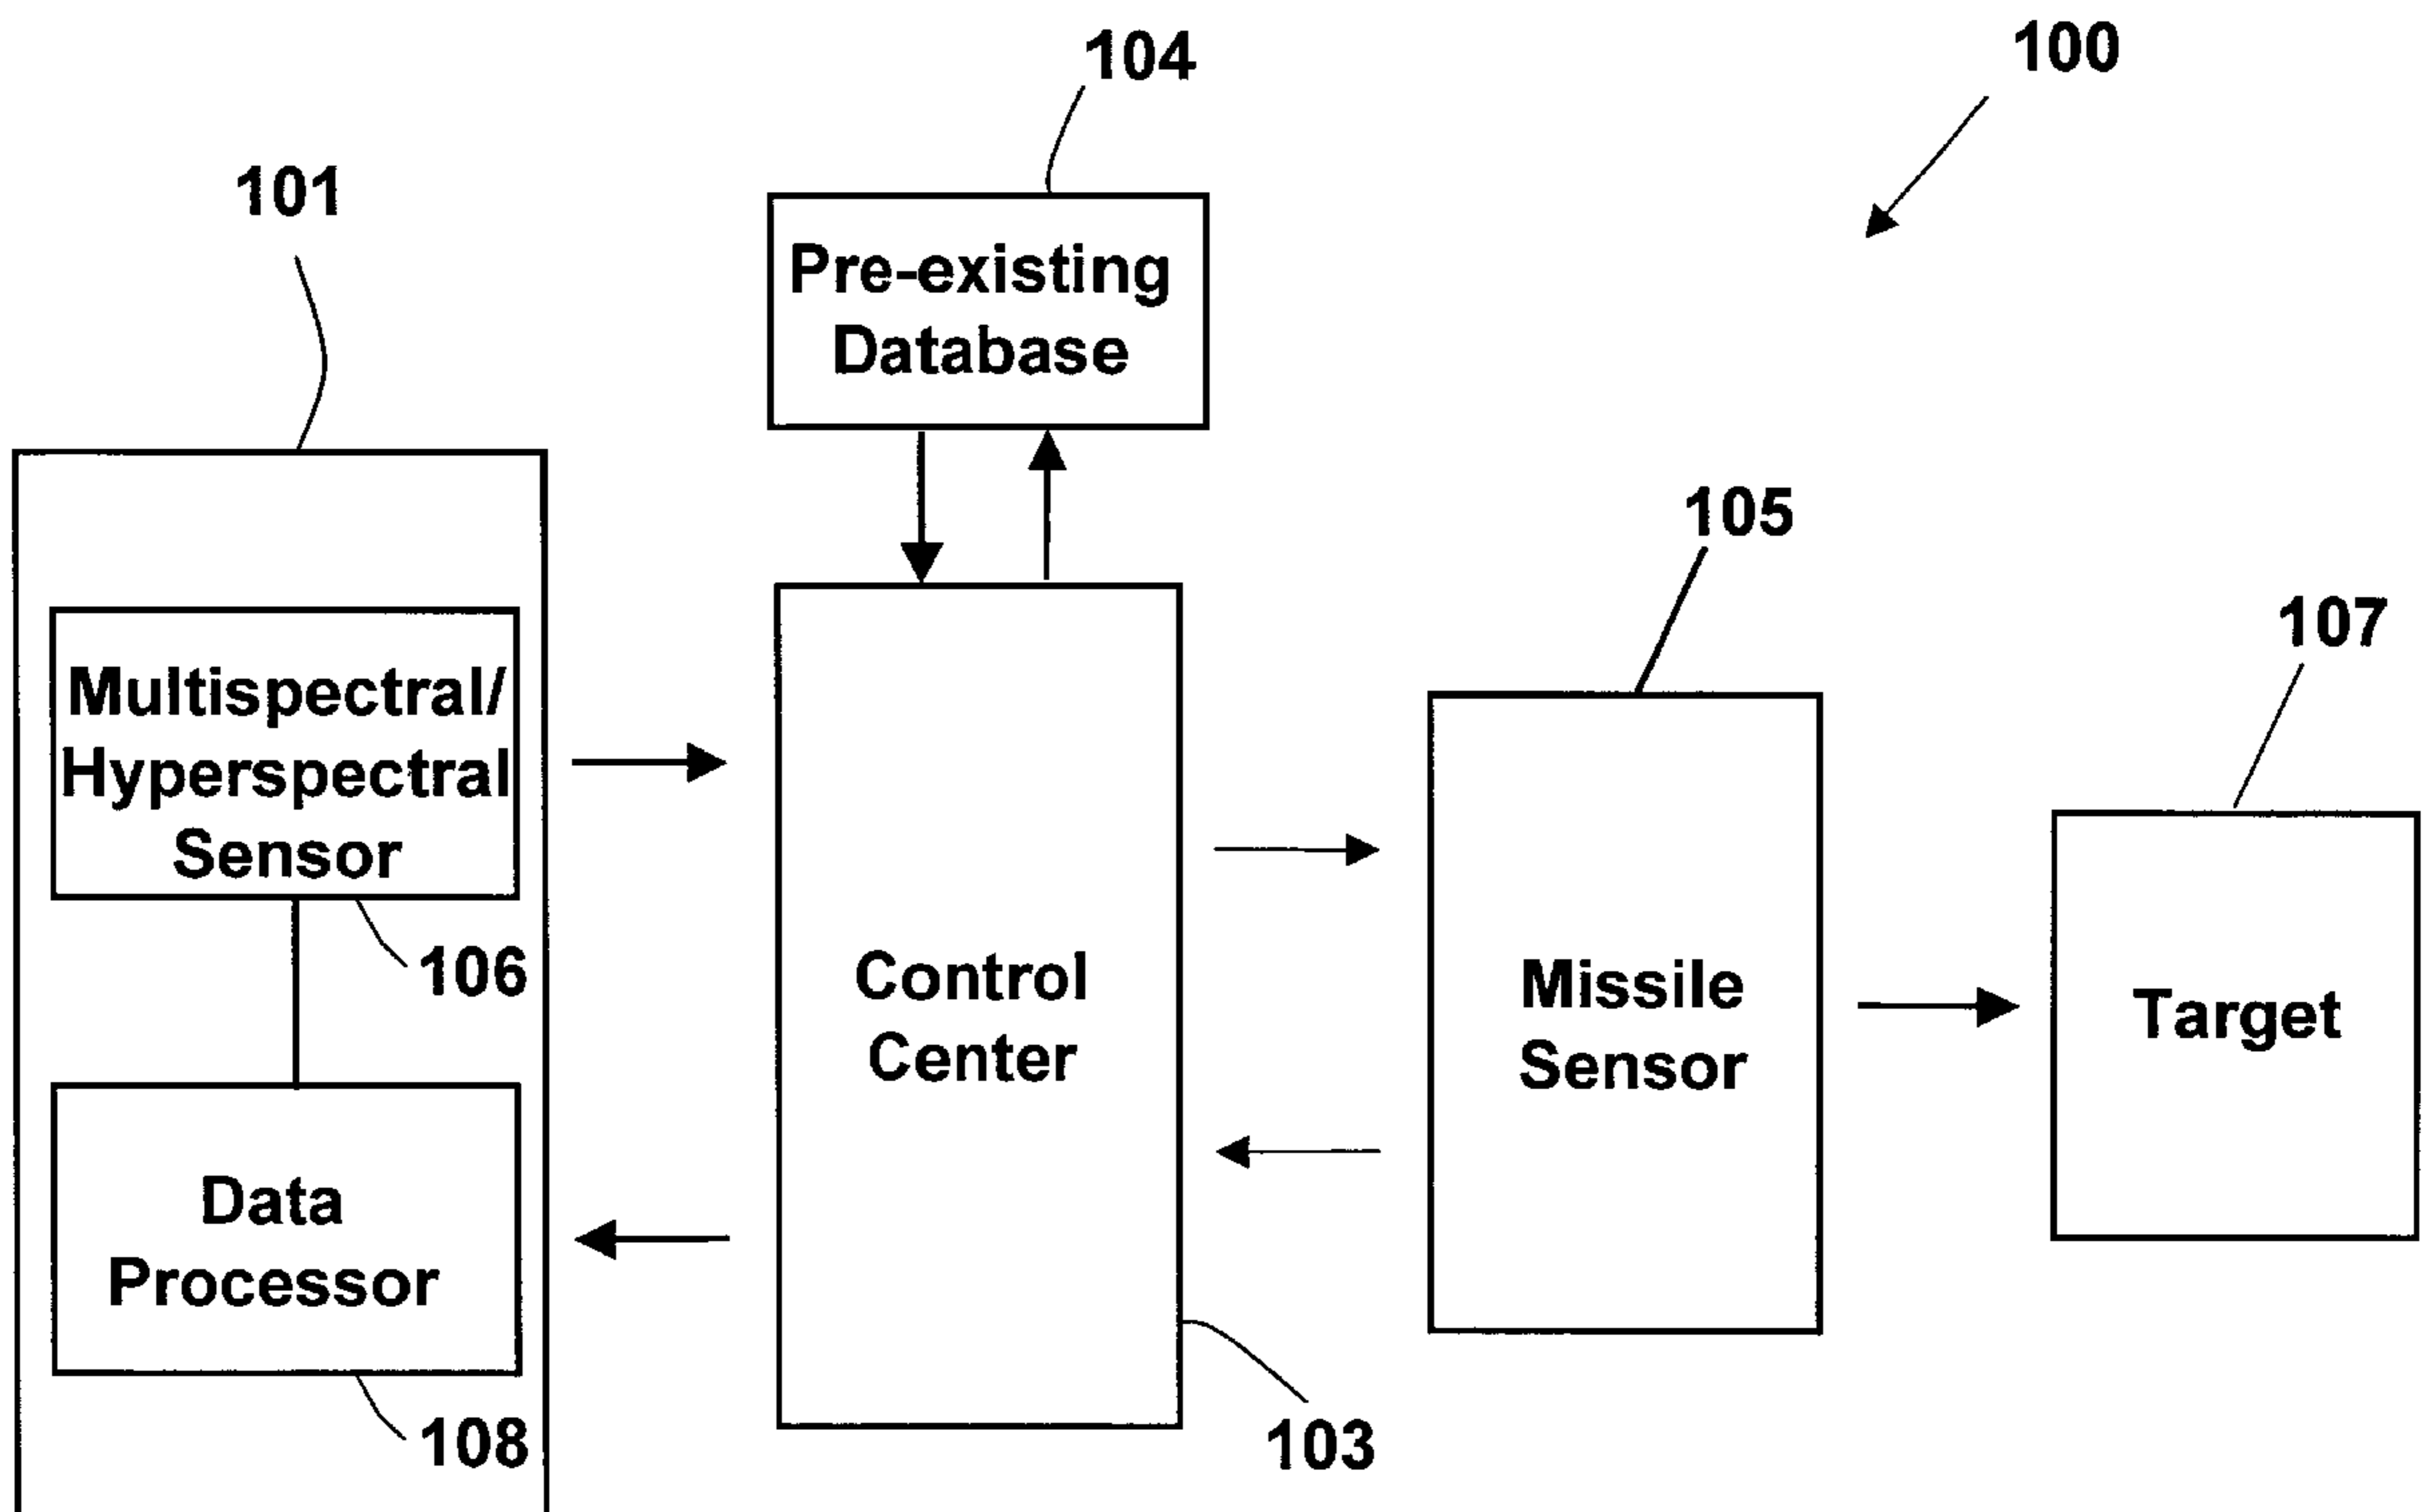 100
104
101
Pre-existing
Database
105
107
Multispectral/
Hyperspectral
Sensor
106
Control
Center
Missile
Sensor
Target
Data
Processor
108
103